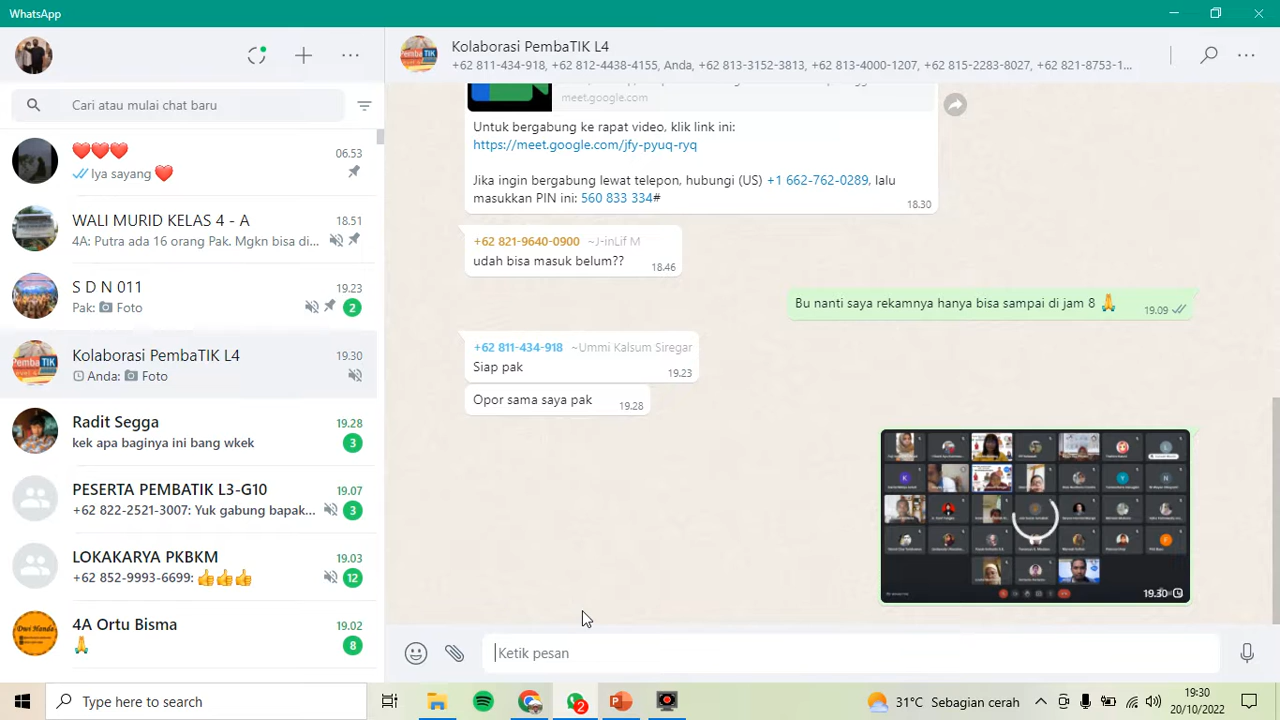 WhatsApp
Cari atau mulai chat baru
❤️❤️❤️
06.53
Iya sayang ❤️
WALI MURID KELAS 4 - A
18.51
4A: Putra ada 16 orang Pak. Mgkn bisa di...
S D N 011
19.23
Pak: Foto
2
Kolaborasi PembaTIK L4
19.30
Anda: Foto
Radit Segga
19.28
kek apa baginya ini bang wkek
3
PESERTA PEMBATIK L3-G10
19.07
+62 822-2521-3007: Yuk gabung bapak...
3
LOKAKARYA PKBKM
19.03
+62 852-9993-6699: 👍👍👍
12
4A Ortu Bisma
19.02
🙏
8
Kolaborasi PembaTIK L4
+62 811-434-918, +62 812-4438-4155, Anda, +62 813-3152-3813, +62 813-4000-1207, +62 815-2283-8027, +62 821-8753-1...
meet.google.com
Untuk bergabung ke rapat video, klik link ini:
https://meet.google.com/jfy-pyuq-ryq
Jika ingin bergabung lewat telepon, hubungi (US) +1 662-762-0289, lalu
masukkan PIN ini: 560 833 334#
18.30
+62 821-9640-0900 ~J-inLif M
udah bisa masuk belum??
18.46
Bu nanti saya rekamnya hanya bisa sampai di jam 8 🙏
19.09
+62 811-434-918 ~Ummi Kalsum Siregar
Siap pak
19.23
Opor sama saya pak
19.28
19.30
Ketik pesan
Type here to search
2
31°C Sebagian cerah
19:30
20/10/2022